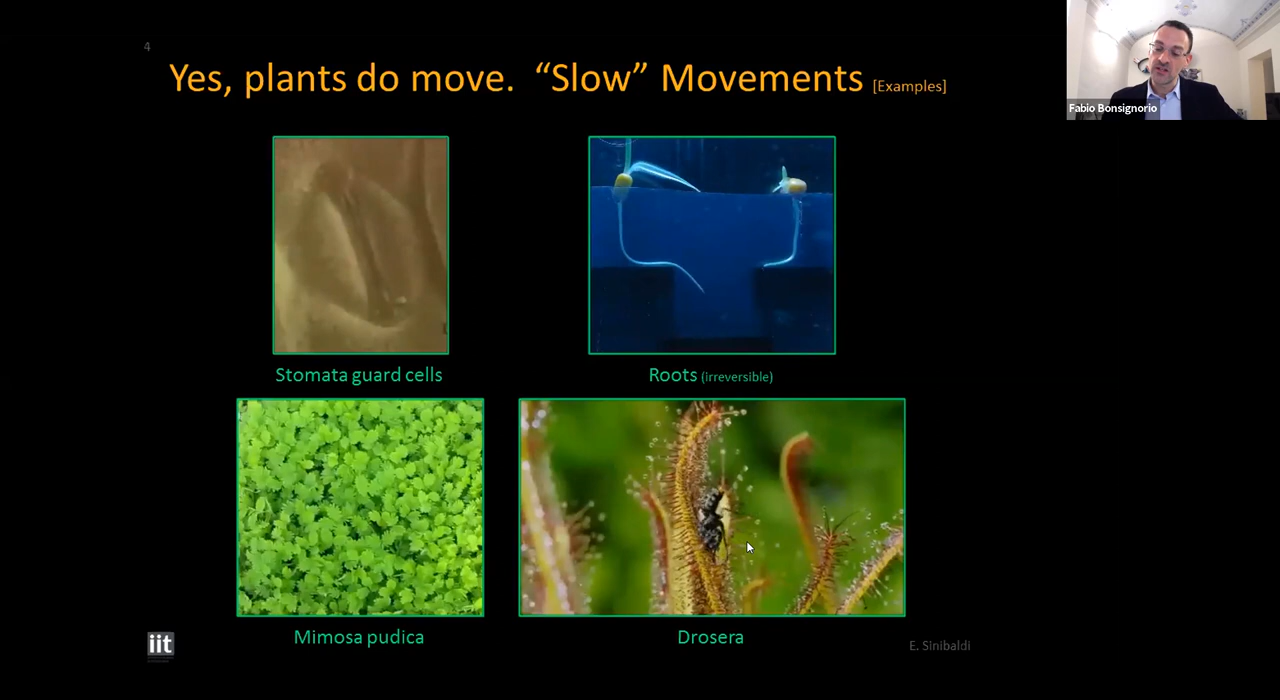 4
Yes, plants do move. “Slow” Movements [Examples]
Fabio Bonsignorio
Stomata guard cells
Roots (irreversible)
Mimosa pudica
Drosera
iit
E. Sinibaldi